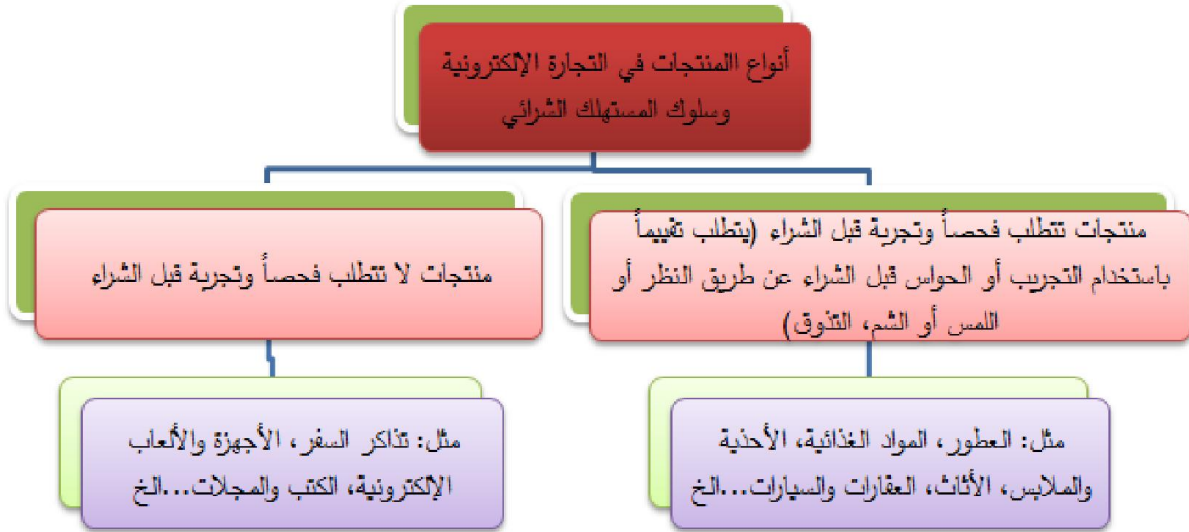 أنواع االمنتجات في التجارة الإلكترونية
وسلوك المستهلك الشرائي
منتجات تتطلب فحصاً وتجربة قبل الشراء (يتطلب تقييماً
باستخدام التجريب أو الحواس قبل الشراء عن طريق النظر أو
اللمس أو الشم، التذوق)
منتجات لا تتطلب فحصاً وتجربة قبل الشراء
مثل: العطور، المواد الغذائية، الأحذية
والملابس، الأثاث، العقارات والسيارات...الخ
مثل: تذاكر السفر، الأجهزة والألعاب
الإلكترونية، الكتب والمجلات...الخ